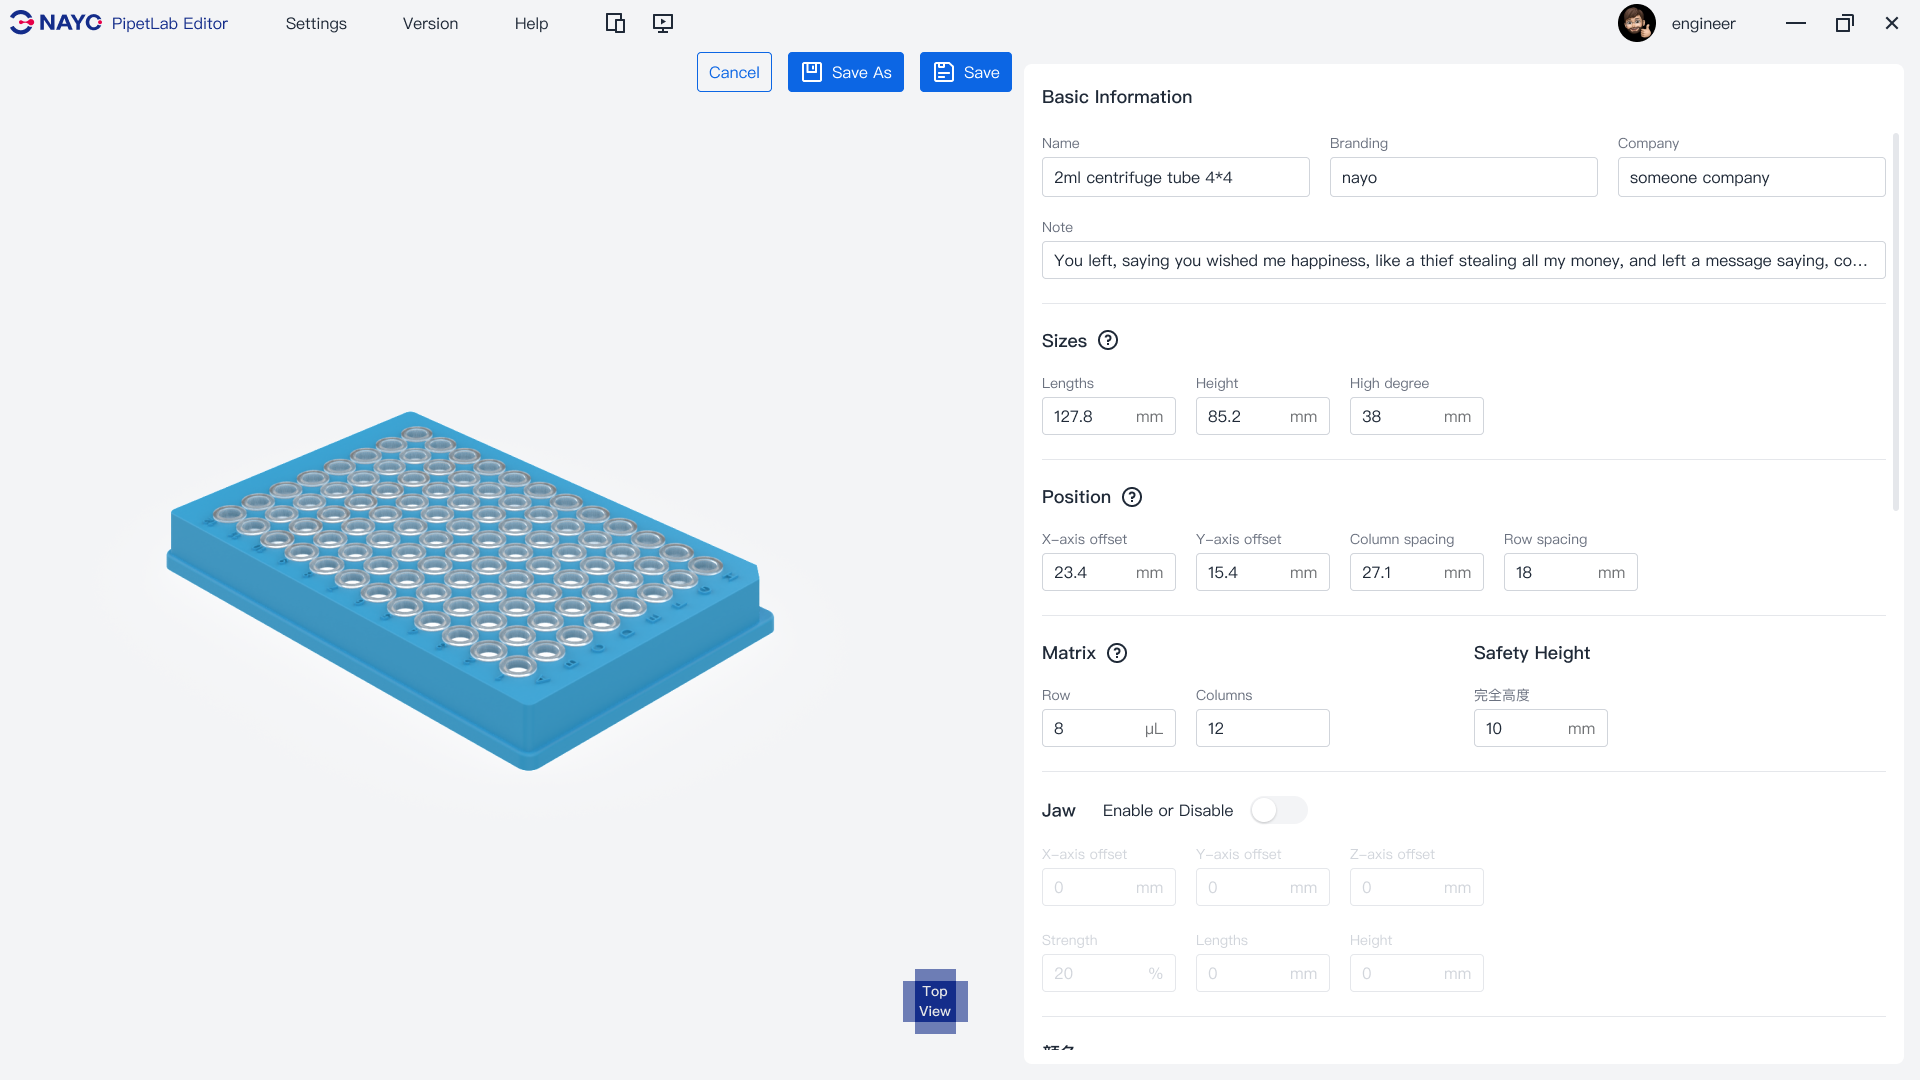 NAYO PipetLab Editor Settings Version Help engineer
Cancel Save As Save
Basic Information
Name Branding Company
2ml centrifuge tube 4*4 nayo someone company
Note
You left, saying you wished me happiness, like a thief stealing all my money, and left a message saying, co...
Sizes
Lengths Height High degree
127.8 mm 85.2 mm 38 mm
Position
X-axis offset Y-axis offset Column spacing Row spacing
23.4 mm 15.4 mm 27.1 mm 18 mm
Matrix Safety Height
Row Columns 完全高度
8 μL 12 10 mm
Jaw Enable or Disable
X-axis offset Y-axis offset Z-axis offset
0 mm 0 mm 0 mm
Strength Lengths Height
20 % 0 mm 0 mm
Top
View